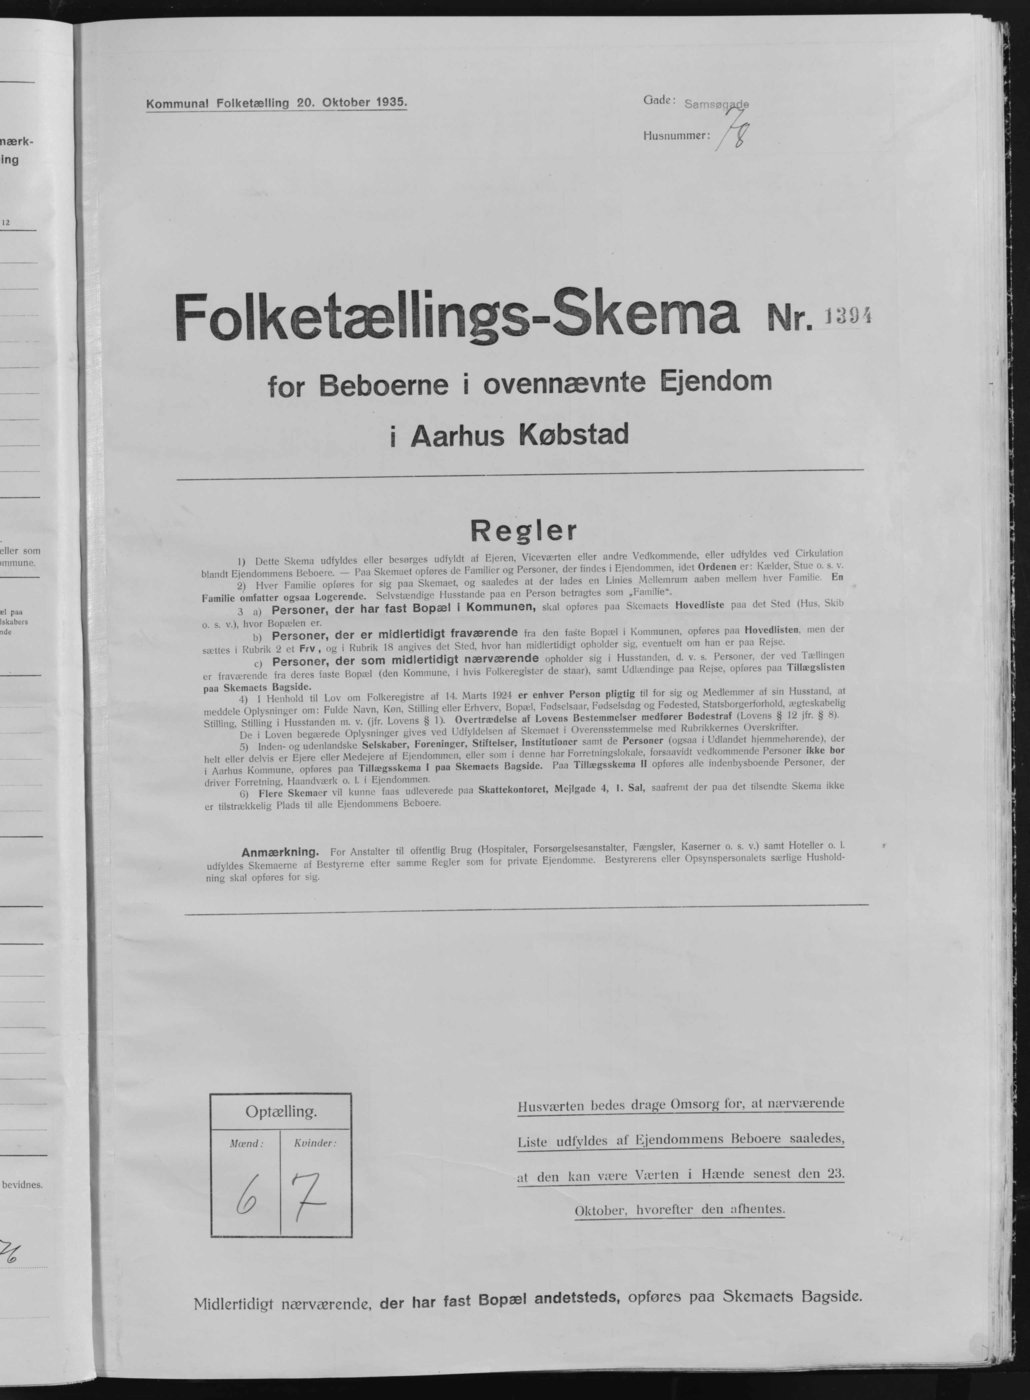 Kommunal Folketælling 20. Oktober 1935.
Gade: Samsøgade
Husnummer: 78
Folketællings-Skema Nr. 1394
for Beboerne i ovennævnte Ejendom
i Aarhus Købstad
Regler
1) Dette Skema udfyldes eller besørges udfyldt af Ejeren, Viceværten eller andre Vedkommende, eller udfyldes ved Cirkulation
blandt Ejendommens Beboere. — Paa Skemaet opføres de Familier og Personer, der findes i Ejendommen, idet Ordenen er: Kælder, Stue o. s. v.
2) Hver Familie opføres for sig paa Skemaet, og saaledes at der lades en Linies Mellemrum aaben mellem hver Familie. En
Familie omfatter ogsaa Logerende. Selvstændige Husstande paa en Person betragtes som „Familie“.
3 a) Personer, der har fast Bopæl i Kommunen, skal opføres paa Skemaets Hovedliste paa det Sted (Hus, Skib
o. s. v.), hvor Bopælen er.
b) Personer, der er midlertidigt fraværende fra den faste Bopæl i Kommunen, opføres paa Hovedlisten, men der
sættes i Rubrik 2 et Frv, og i Rubrik 18 angives det Sted, hvor han midlertidigt opholder sig, eventuelt om han er paa Rejse.
c) Personer, der som midlertidigt nærværende opholder sig i Husstanden, d. v. s. Personer, der ved Tællingen
er fraværende fra deres faste Bopæl (den Kommune, i hvis Folkeregister de staar), samt Udlændinge paa Rejse, opføres paa Tillægslisten
paa Skemaets Bagside.
4) I Henhold til Lov om Folkeregistre af 14. Marts 1924 er enhver Person pligtig til for sig og Medlemmer af sin Husstand, at
meddele Oplysninger om: Fulde Navn, Køn, Stilling eller Erhverv, Bopæl, Fødselsaar, Fødselsdag og Fødested, Statsborgerforhold, ægteskabelig
Stilling, Stilling i Husstanden m. v. (jfr. Lovens § 1). Overtrædelse af Lovens Bestemmelser medfører Bødestraf (Lovens § 12 jfr. § 8).
De i Loven begærede Oplysninger gives ved Udfyldelsen af Skemaet i Overensstemmelse med Rubrikkernes Overskrifter.
5) Inden- og udenlandske Selskaber, Foreninger, Stiftelser, Institutioner samt de Personer (ogsaa i Udlandet hjemmehørende), der
helt eller delvis er Ejere eller Medejere af Ejendommen, eller som i denne har Forretningslokale, forsaavidt vedkommende Personer ikke bor
i Aarhus Kommune, opføres paa Tillægsskema I paa Skemaets Bagside. Paa Tillægsskema II opføres alle indenbysboende Personer, der
driver Forretning, Haandværk o. l. i Ejendommen.
6) Flere Skemaer vil kunne faas udleverede paa Skattekontoret, Mejlgade 4, 1. Sal, saafremt der paa det tilsendte Skema ikke
er tilstrækkelig Plads til alle Ejendommens Beboere.
Anmærkning. For Anstalter til offentlig Brug (Hospitaler, Forsørgelsesanstalter, Fængsler, Kaserner o. s. v.) samt Hoteller o. l.
udfyldes Skemaerne af Bestyrerne efter samme Regler som for private Ejendomme. Bestyrerens eller Opsynspersonalets særlige Hushold-
ning skal opføres for sig.
Optælling.
Mænd: Kvinder:
6 7
Husværten bedes drage Omsorg for, at nærværende
Liste udfyldes af Ejendommens Beboere saaledes,
at den kan være Værten i Hænde senest den 23.
Oktober, hvorefter den afhentes.
Midlertidigt nærværende, der har fast Bopæl andetsteds, opføres paa Skemaets Bagside.
mærk-
ing
12
eller som
ommune.
el paa
lskabers
nde
bevidnes.
76